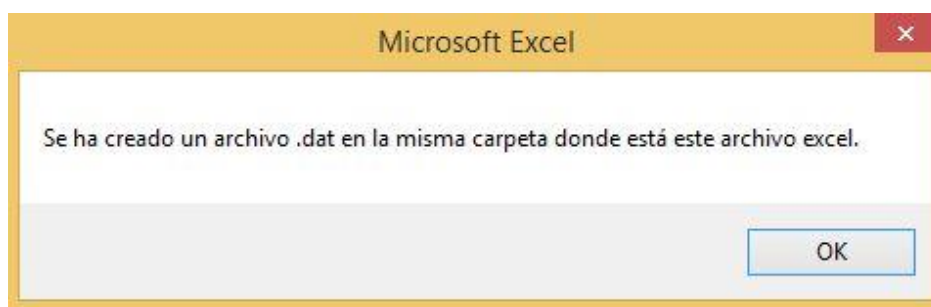 Microsoft Excel
Se ha creado un archivo .dat en la misma carpeta donde está este archivo excel.
OK